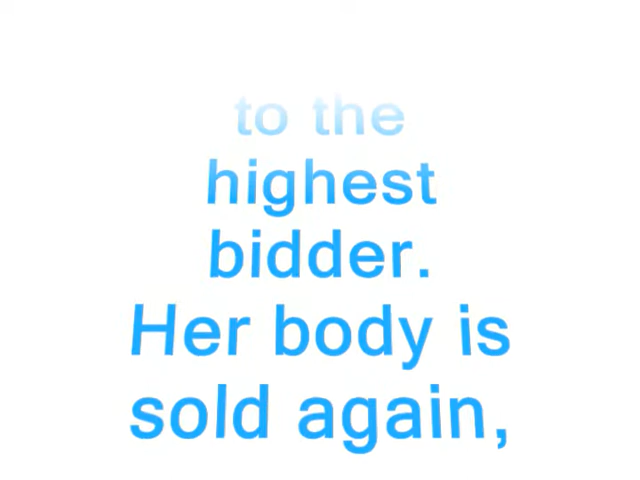 to the
highest
bidder.
Her body is
sold again,